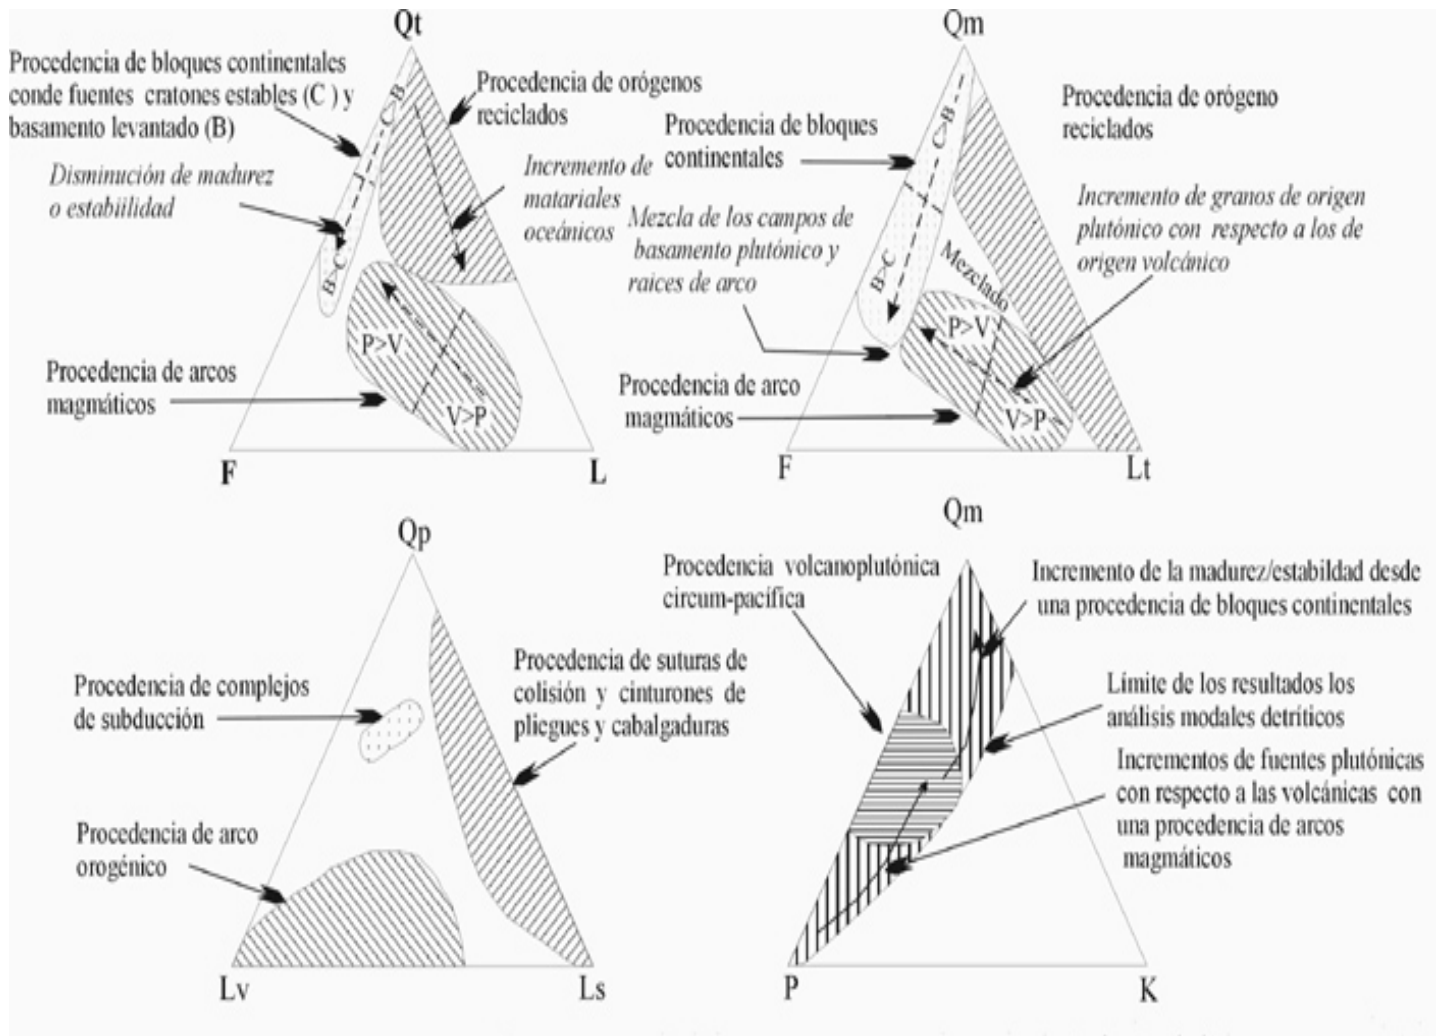 Qt
Procedencia de bloques continentales
conde fuentes cratones estables (C ) y
basamento levantado (B)
Disminución de madurez
o estabiilidad
Procedencia de orógenos
reciclados
Incremento de
matariales
oceánicos
C>B
B>C
P>V
V>P
Procedencia de arcos
magmáticos
F
L
Qm
Procedencia de bloques
continentales
Procedencia de orógeno
reciclados
Mezcla de los campos de
basamento plutónico y
raices de arco
Incremento de granos de origen
plutónico con respecto a los de
origen volcánico
C>B
B>C
Mezclado
P>V
V>P
Procedencia de arco
magmáticos
F
Lt
Qp
Procedencia de complejos
de subducción
Procedencia de suturas de
colisión y cinturones de
pliegues y cabalgaduras
Procedencia de arco
orogénico
Lv
Ls
Qm
Procedencia volcanoplutónica
circum-pacífica
Incremento de la madurez/estabildad desde
una procedencia de bloques continentales
Límite de los resultados los
análisis modales detríticos
Incrementos de fuentes plutónicas
con respecto a las volcánicas con
una procedencia de arcos
magmáticos
P
K